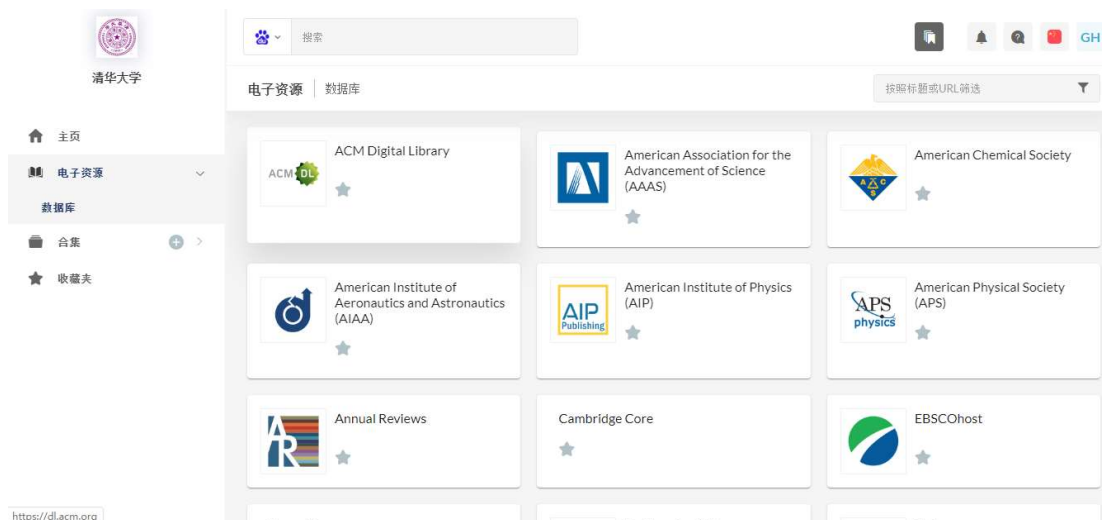 清华大学
主页
电子资源
数据库
合集
收藏夹
搜索
GH
电子资源
数据库
按照标题或URL筛选
ACM DL
ACM Digital Library
American Association for the
Advancement of Science
(AAAS)
ACS
American Chemical Society
American Institute of
Aeronautics and Astronautics
(AIAA)
AIP
Publishing
American Institute of Physics
(AIP)
APS
physics
American Physical Society
(APS)
AR
Annual Reviews
Cambridge Core
EBSCOhost
https://dl.acm.org